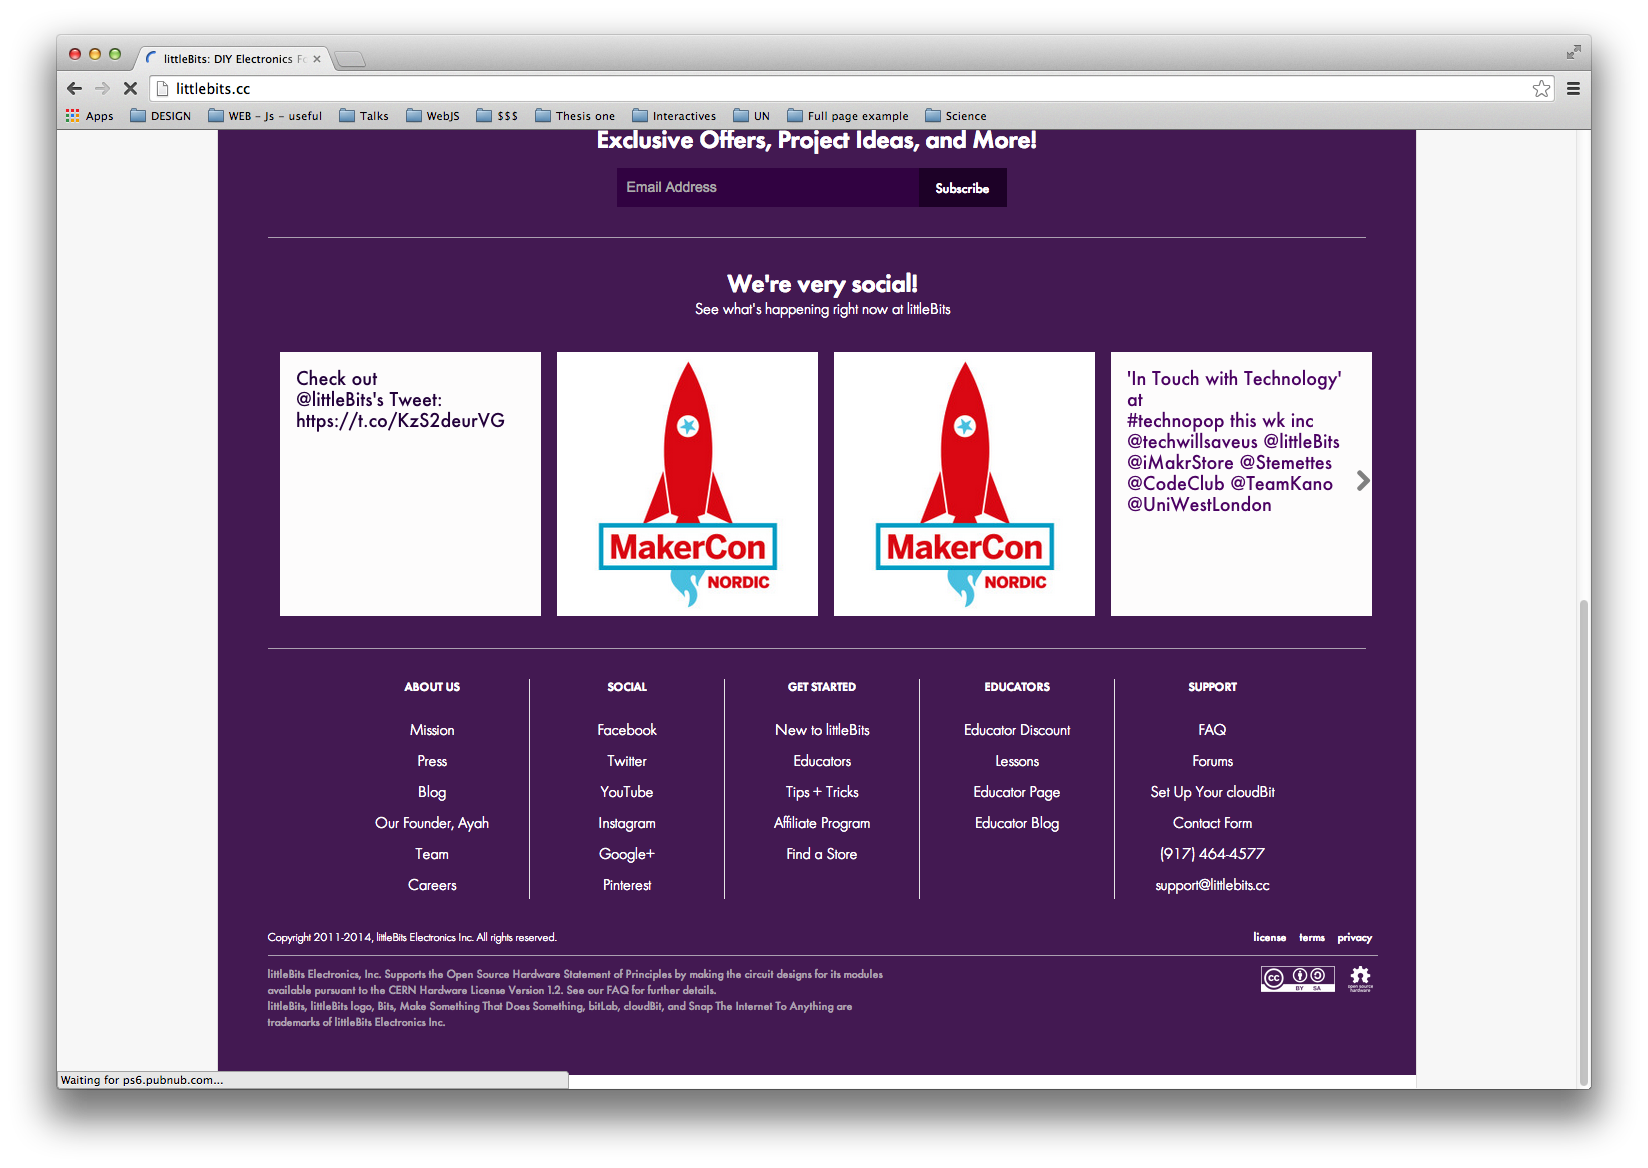 littleBits: DIY Electronics Fo
littlebits.cc
Apps DESIGN WEB - Js - useful Talks WebJS $$$ Thesis one Interactives UN Full page example Science
Exclusive Offers, Project Ideas, and More!
Email Address Subscribe
We're very social!
See what's happening right now at littleBits
Check out
@littleBits's Tweet:
https://t.co/KzS2deurVG
MakerCon
NORDIC
MakerCon
NORDIC
'In Touch with Technology'
at
#technopop this wk inc
@techwillsaveus @littleBits
@iMakrStore @Stemettes
@CodeClub @TeamKano
@UniWestLondon
ABOUT US
Mission
Press
Blog
Our Founder, Ayah
Team
Careers
SOCIAL
Facebook
Twitter
YouTube
Instagram
Google+
Pinterest
GET STARTED
New to littleBits
Educators
Tips + Tricks
Affiliate Program
Find a Store
EDUCATORS
Educator Discount
Lessons
Educator Page
Educator Blog
SUPPORT
FAQ
Forums
Set Up Your cloudBit
Contact Form
(917) 464-4577
support@littlebits.cc
Copyright 2011-2014, littleBits Electronics Inc. All rights reserved.
license terms privacy
littleBits Electronics, Inc. Supports the Open Source Hardware Statement of Principles by making the circuit designs for its modules
available pursuant to the CERN Hardware License Version 1.2. See our FAQ for further details.
littleBits, littleBits logo, Bits, Make Something That Does Something, bitLab, cloudBit, and Snap The Internet To Anything are
trademarks of littleBits Electronics Inc.
cc
BY SA
open source
hardware
Waiting for ps6.pubnub.com...